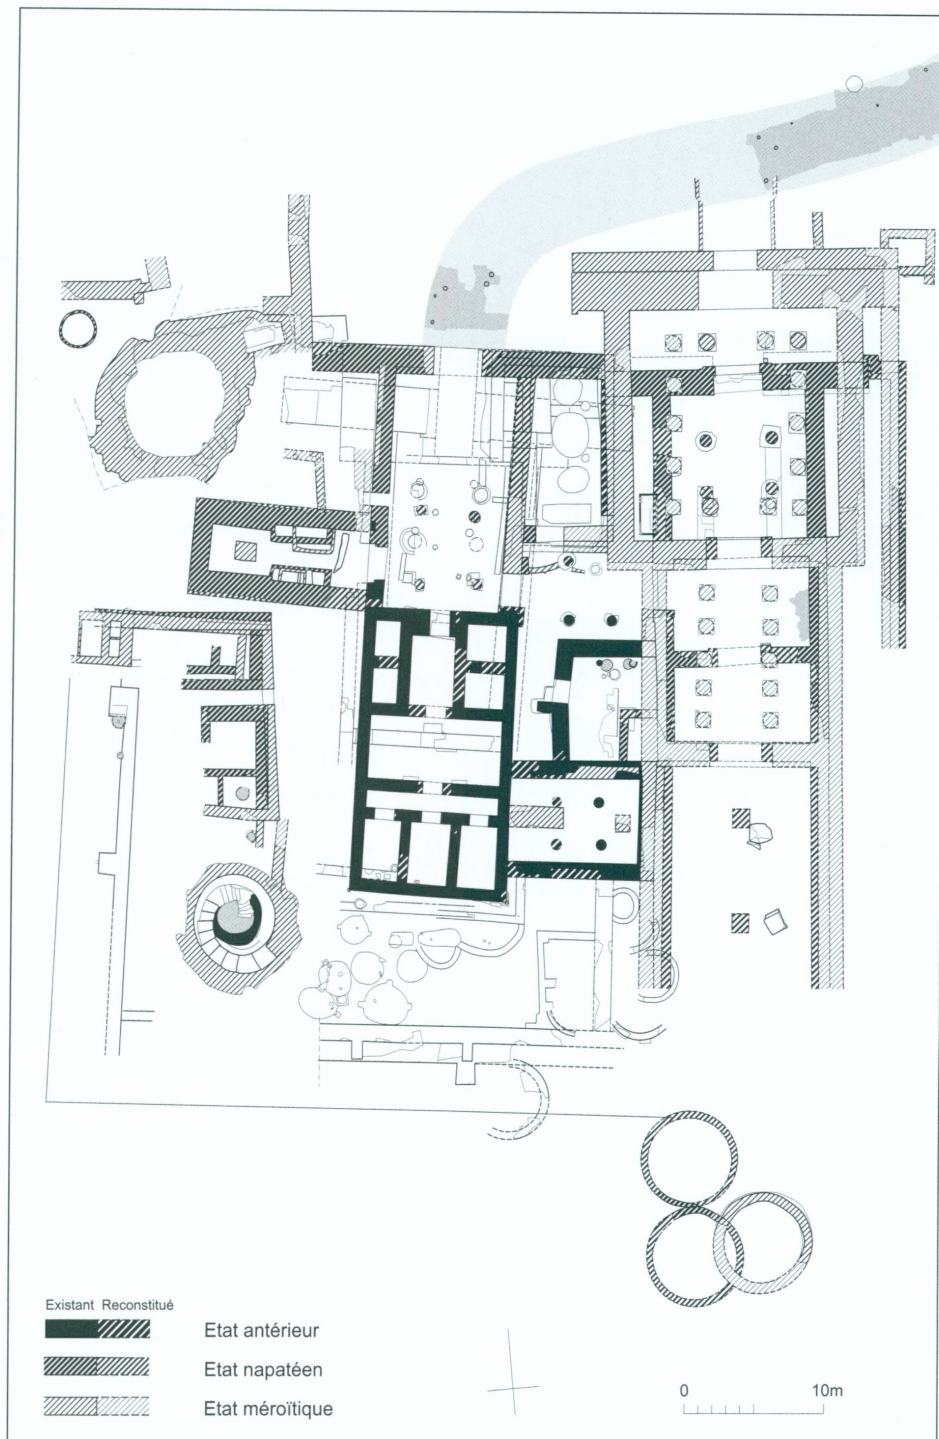 Existant Reconstitué
Etat antérieur
Etat napatéen
Etat méroïtique
0 10m